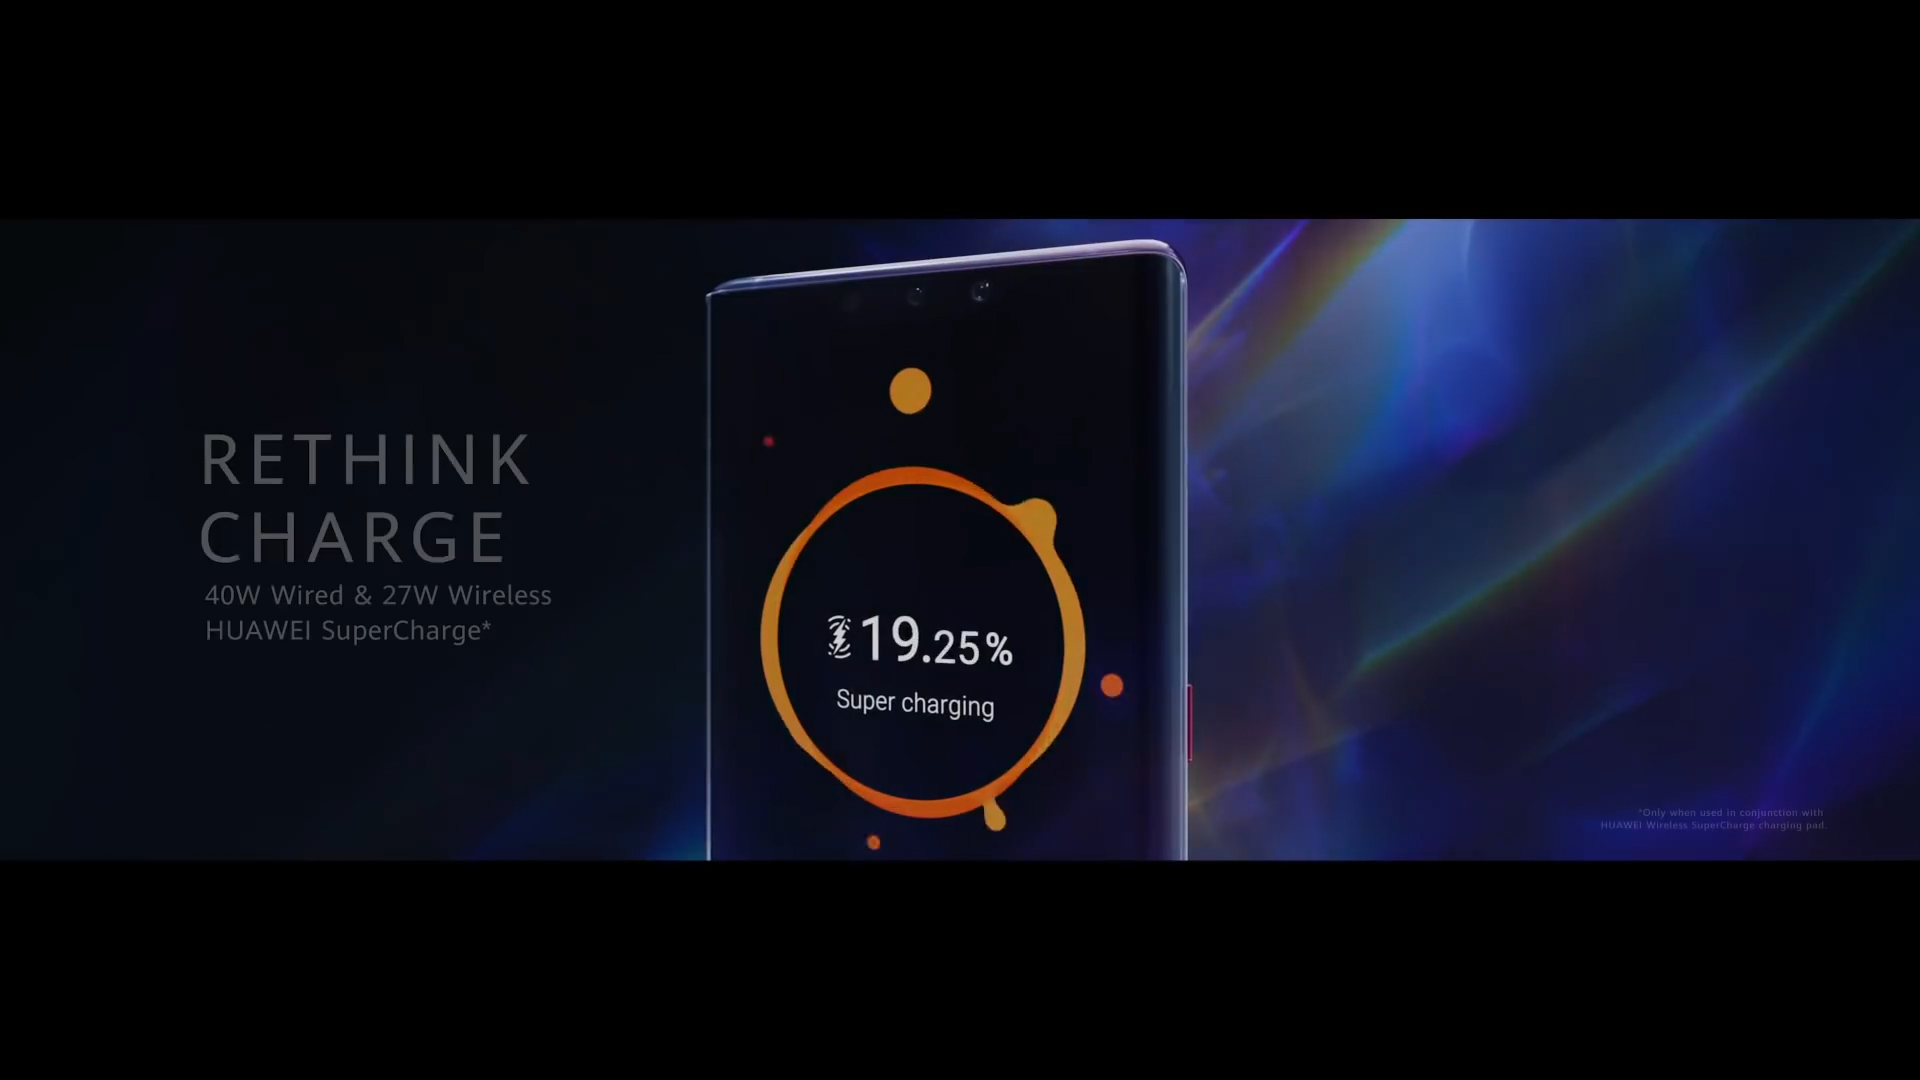 RETHINK
CHARGE
40W Wired & 27W Wireless
HUAWEI SuperCharge*
19.25%
Super charging
*Only when used in conjunction with
HUAWEI Wireless SuperCharge charging pad.